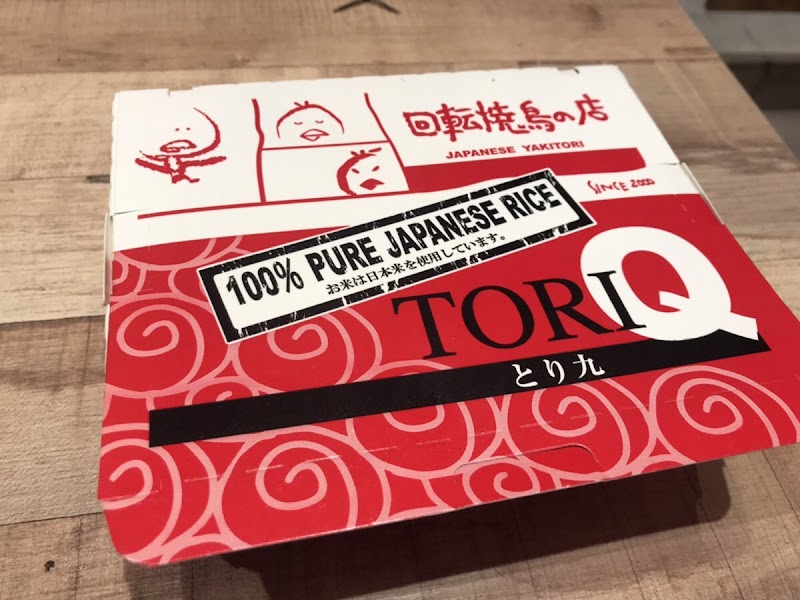 回転焼鳥の店
JAPANESE YAKITORI
SINCE 2000
100% PURE JAPANESE RICE
お米は日本米を使用しています。
TORIQ
とり九